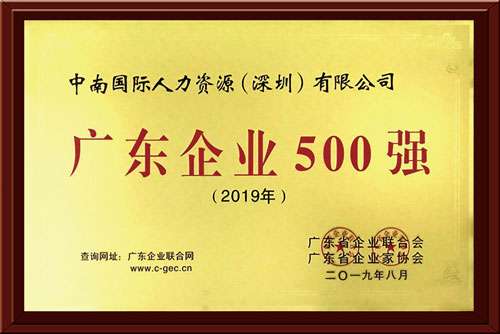 中南国际人力资源（深圳）有限公司
广东企业500强
（2019年）
查询网址：广东企业联合网
www.c-gec.cn
广东省企业联合会
广东省企业家协会
二〇一九年八月